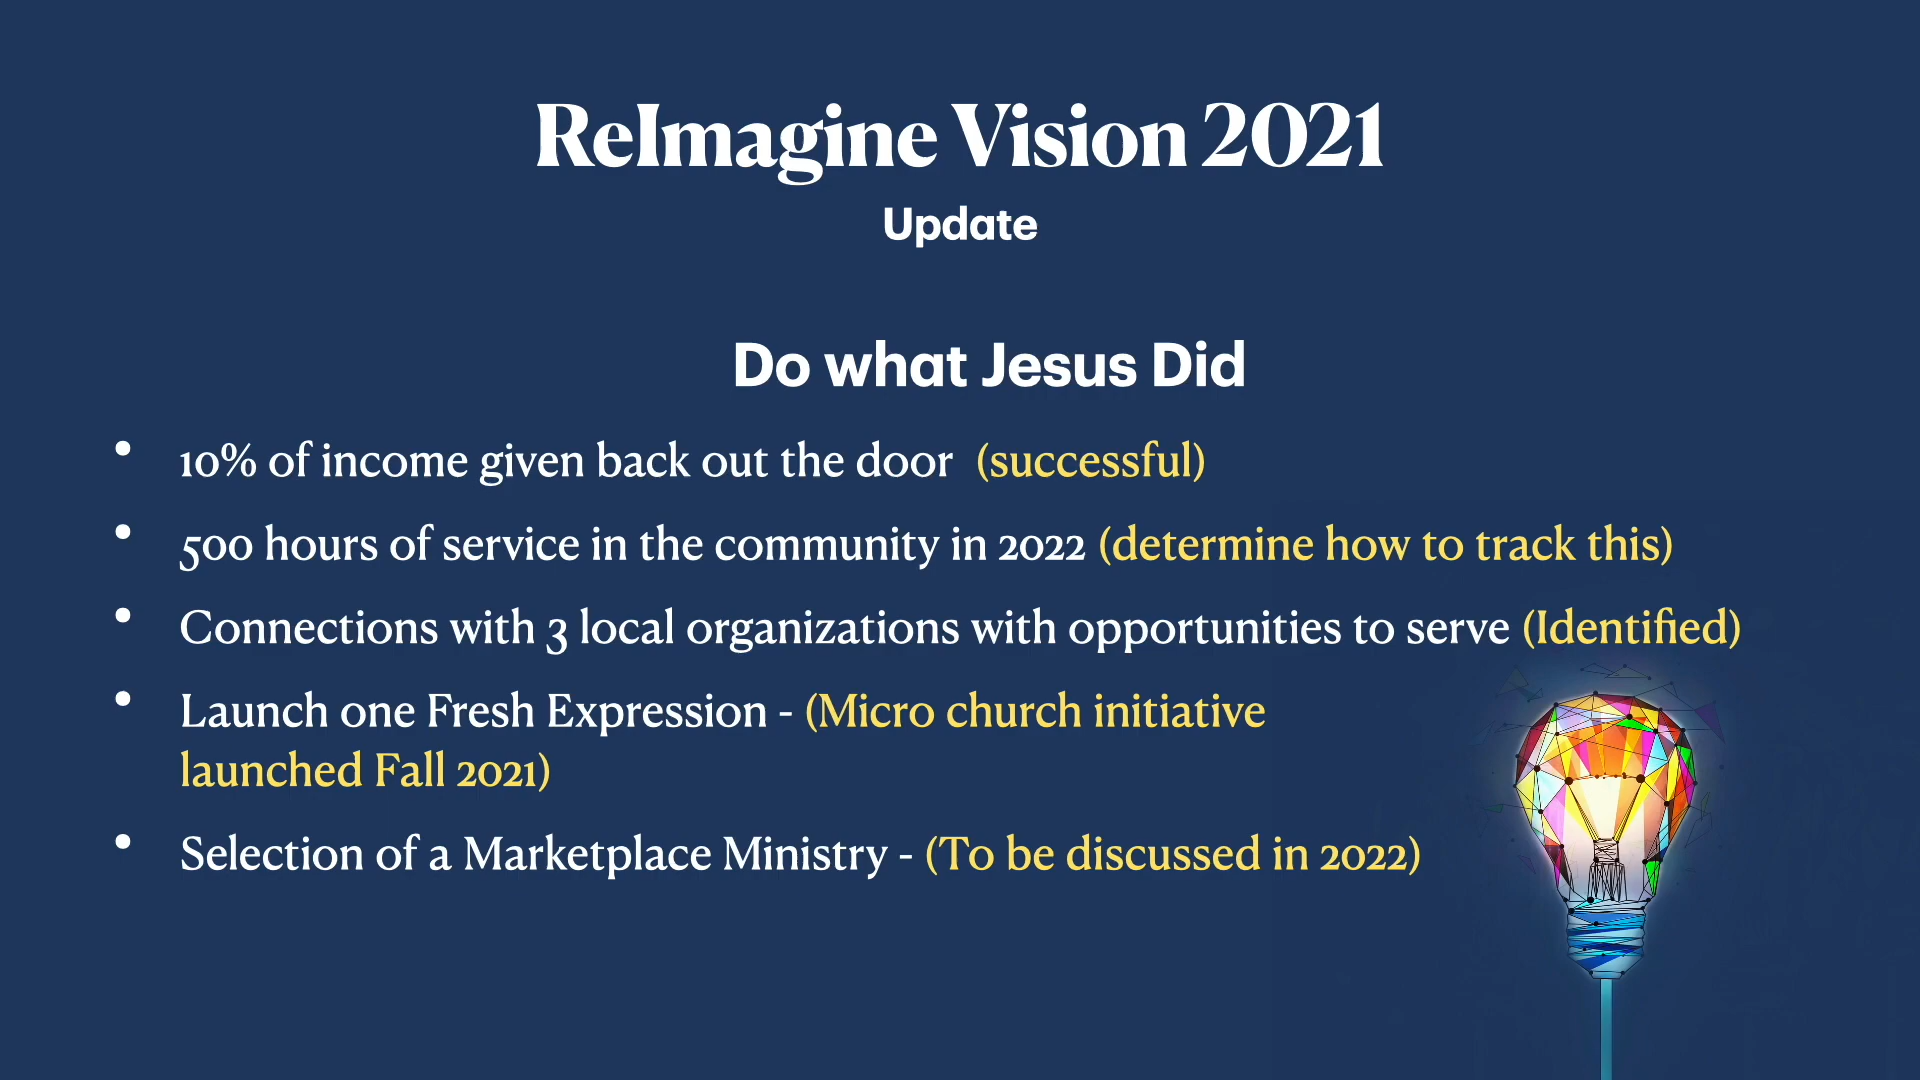 ReImagine Vision 2021
Update
Do what Jesus Did
• 10% of income given back out the door (successful)
• 500 hours of service in the community in 2022 (determine how to track this)
• Connections with 3 local organizations with opportunities to serve (Identified)
• Launch one Fresh Expression - (Micro church initiative
launched Fall 2021)
• Selection of a Marketplace Ministry - (To be discussed in 2022)